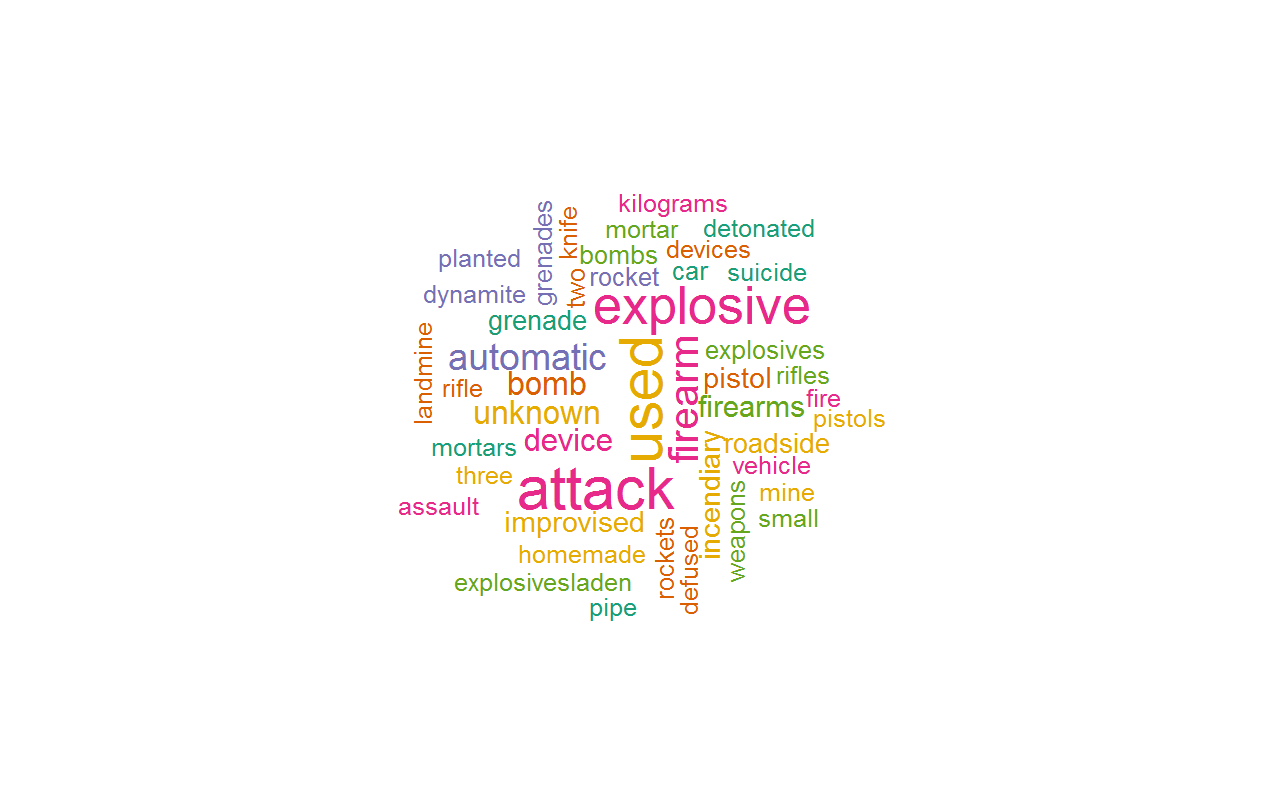 kilograms
grenades
knife
mortar
detonated
planted
bombs
devices
two
rocket
car
suicide
dynamite
explosive
grenade
landmine
automatic
used
firearm
explosives
rifle
bomb
pistol
rifles
unknown
firearms
fire
pistols
mortars
device
incendiary
roadside
three
vehicle
attack
weapons
mine
assault
improvised
rockets
defused
small
homemade
explosivesladen
pipe